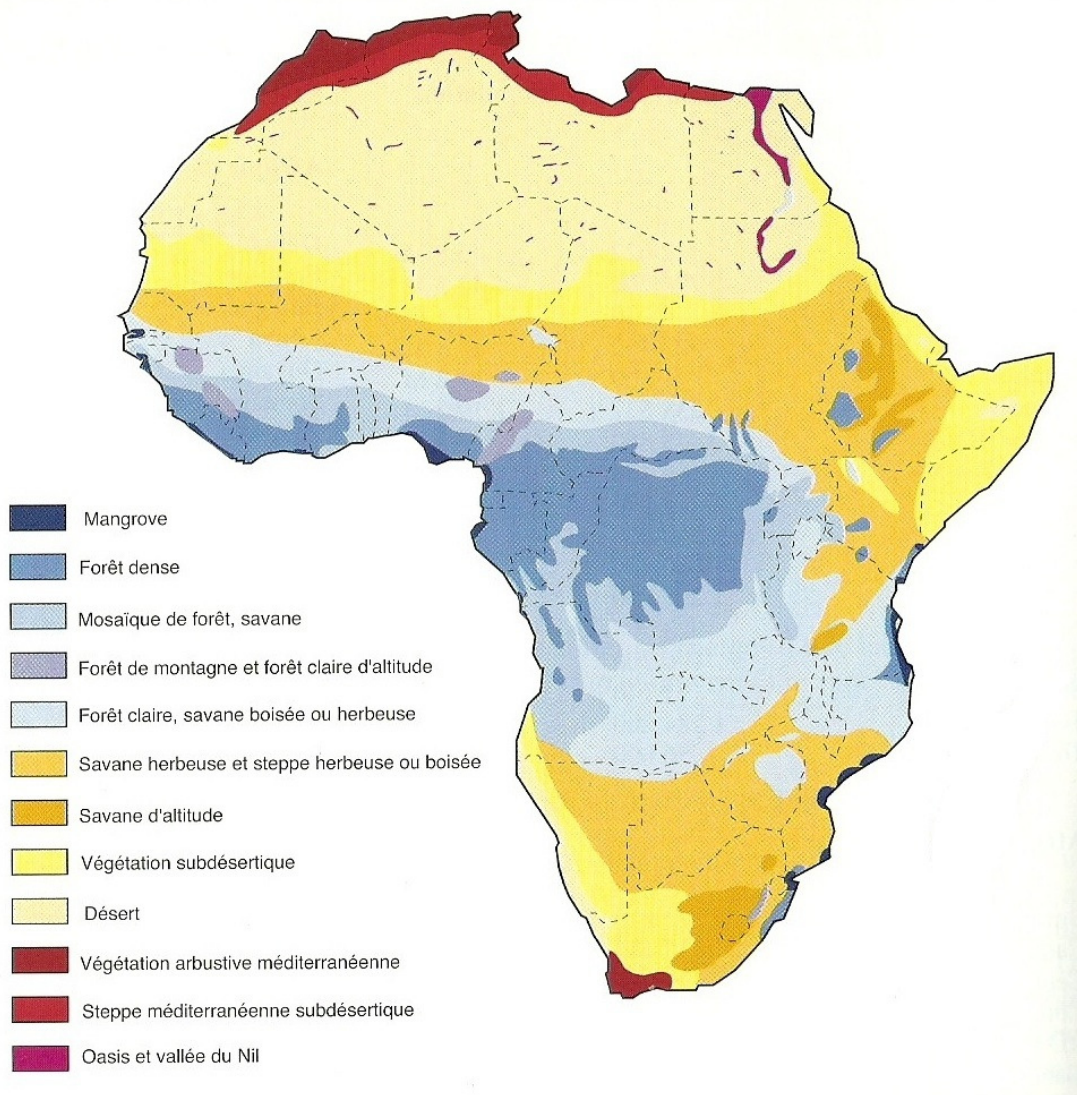 Mangrove
Forêt dense
Mosaïque de forêt, savane
Forêt de montagne et forêt claire d'altitude
Forêt claire, savane boisée ou herbeuse
Savane herbeuse et steppe herbeuse ou boisée
Savane d'altitude
Végétation subdésertique
Désert
Végétation arbustive méditerranéenne
Steppe méditerranéenne subdésertique
Oasis et vallée du Nil